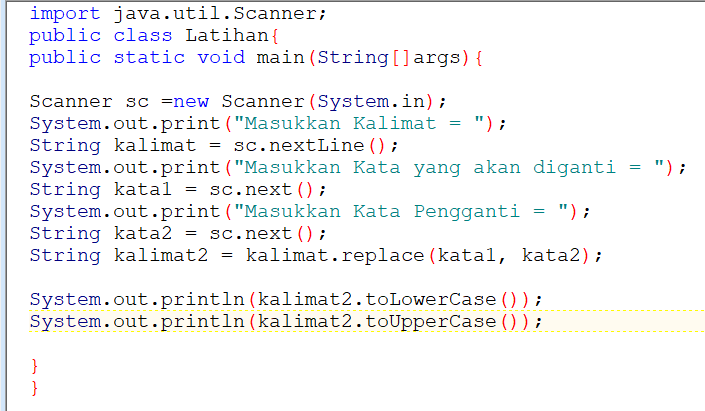 import java.util.Scanner;
public class Latihan{
public static void main(String[]args){
Scanner sc =new Scanner(System.in);
System.out.print("Masukkan Kalimat = ");
String kalimat = sc.nextLine();
System.out.print("Masukkan Kata yang akan diganti = ");
String kata1 = sc.next();
System.out.print("Masukkan Kata Pengganti = ");
String kata2 = sc.next();
String kalimat2 = kalimat.replace(kata1, kata2);
System.out.println(kalimat2.toLowerCase());
System.out.println(kalimat2.toUpperCase());
}
}